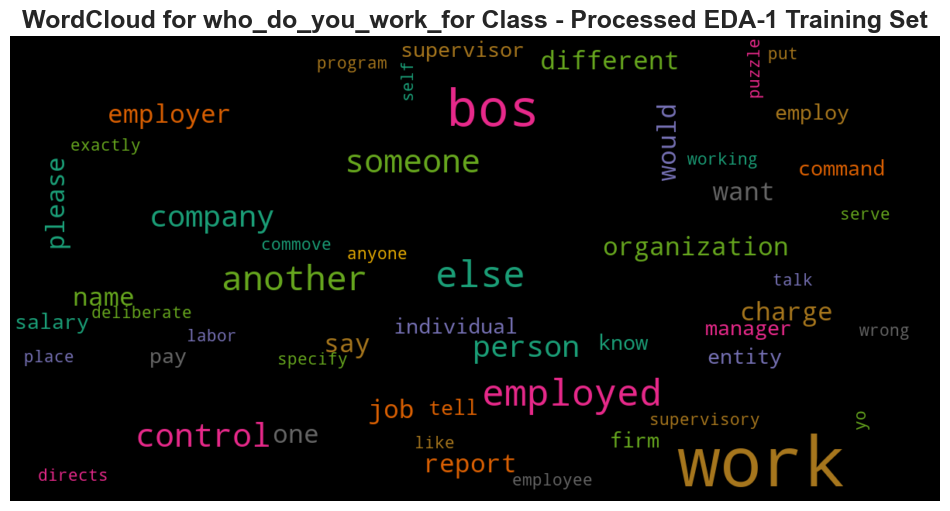 WordCloud for who_do_you_work_for Class - Processed EDA-1 Training Set
supervisor
program
self
different
puzzle
put
bos
employer
would
employ
exactly
someone
working
command
please
want
company
serve
commove
anyone
organization
another
else
talk
name
deliberate
charge
salary
individual
manager
wrong
labor
say
person
know
place
pay
specify
entity
employed
job
tell
supervisory
yo
control
one
like
firm
report
work
directs
employee